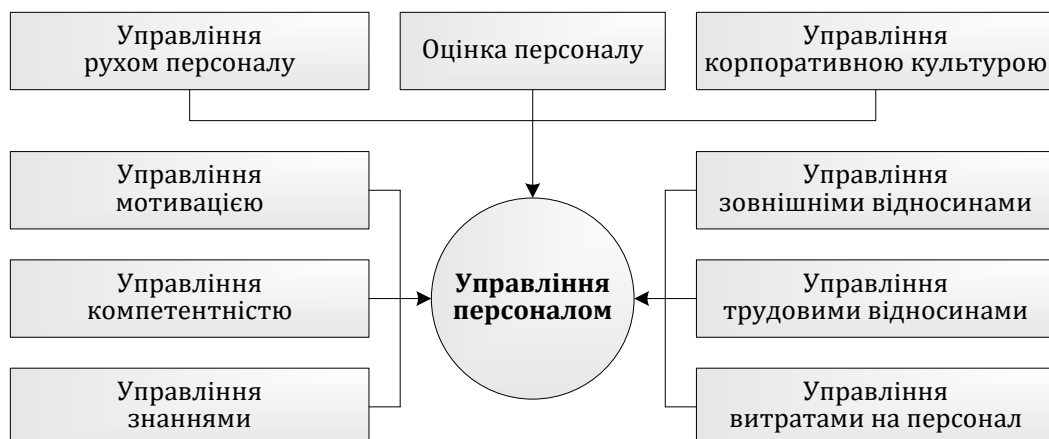 Управління
рухом персоналу
Оцінка персоналу
Управління
корпоративною культурою
Управління
мотивацією
Управління
зовнішніми відносинами
Управління
компетентністю
Управління
персоналом
Управління
трудовими відносинами
Управління
знаннями
Управління
витратами на персонал